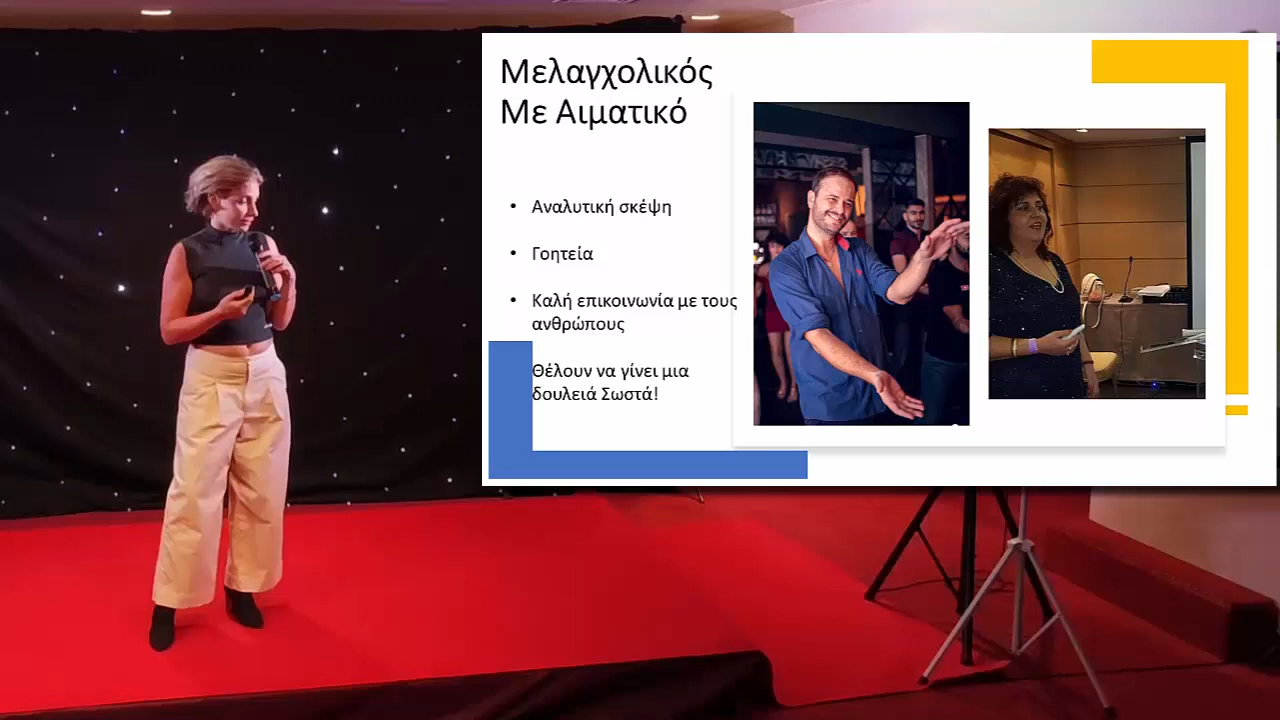 Μελαγχολικός
Με Αιματικό
• Αναλυτική σκέψη
• Γοητεία
• Καλή επικοινωνία με τους
ανθρώπους
Θέλουν να γίνει μια
δουλειά Σωστά!